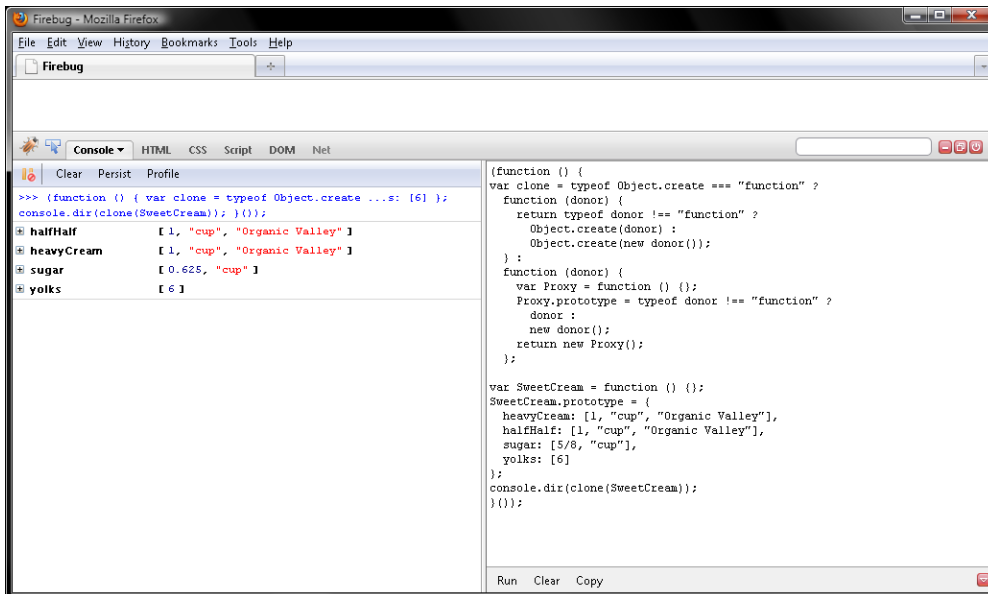 Firebug - Mozilla Firefox
File Edit View History Bookmarks Tools Help
Firebug
Console HTML CSS Script DOM Net
Clear Persist Profile
>>> (function () { var clone = typeof Object.create ...s: [6] };
console.dir(clone(SweetCream)); }());
halfHalf [ 1, "cup", "Organic Valley" ]
heavyCream [ 1, "cup", "Organic Valley" ]
sugar [ 0.625, "cup" ]
yolks [ 6 ]
(function () {
var clone = typeof Object.create === "function" ?
  function (donor) {
    return typeof donor !== "function" ?
      Object.create(donor) :
      Object.create(new donor());
  } :
  function (donor) {
    var Proxy = function () {};
    Proxy.prototype = typeof donor !== "function" ?
      donor :
      new donor();
    return new Proxy();
  };
var SweetCream = function () {};
SweetCream.prototype = {
  heavyCream: [1, "cup", "Organic Valley"],
  halfHalf: [1, "cup", "Organic Valley"],
  sugar: [5/8, "cup"],
  yolks: [6]
};
console.dir(clone(SweetCream));
}());
Run Clear Copy